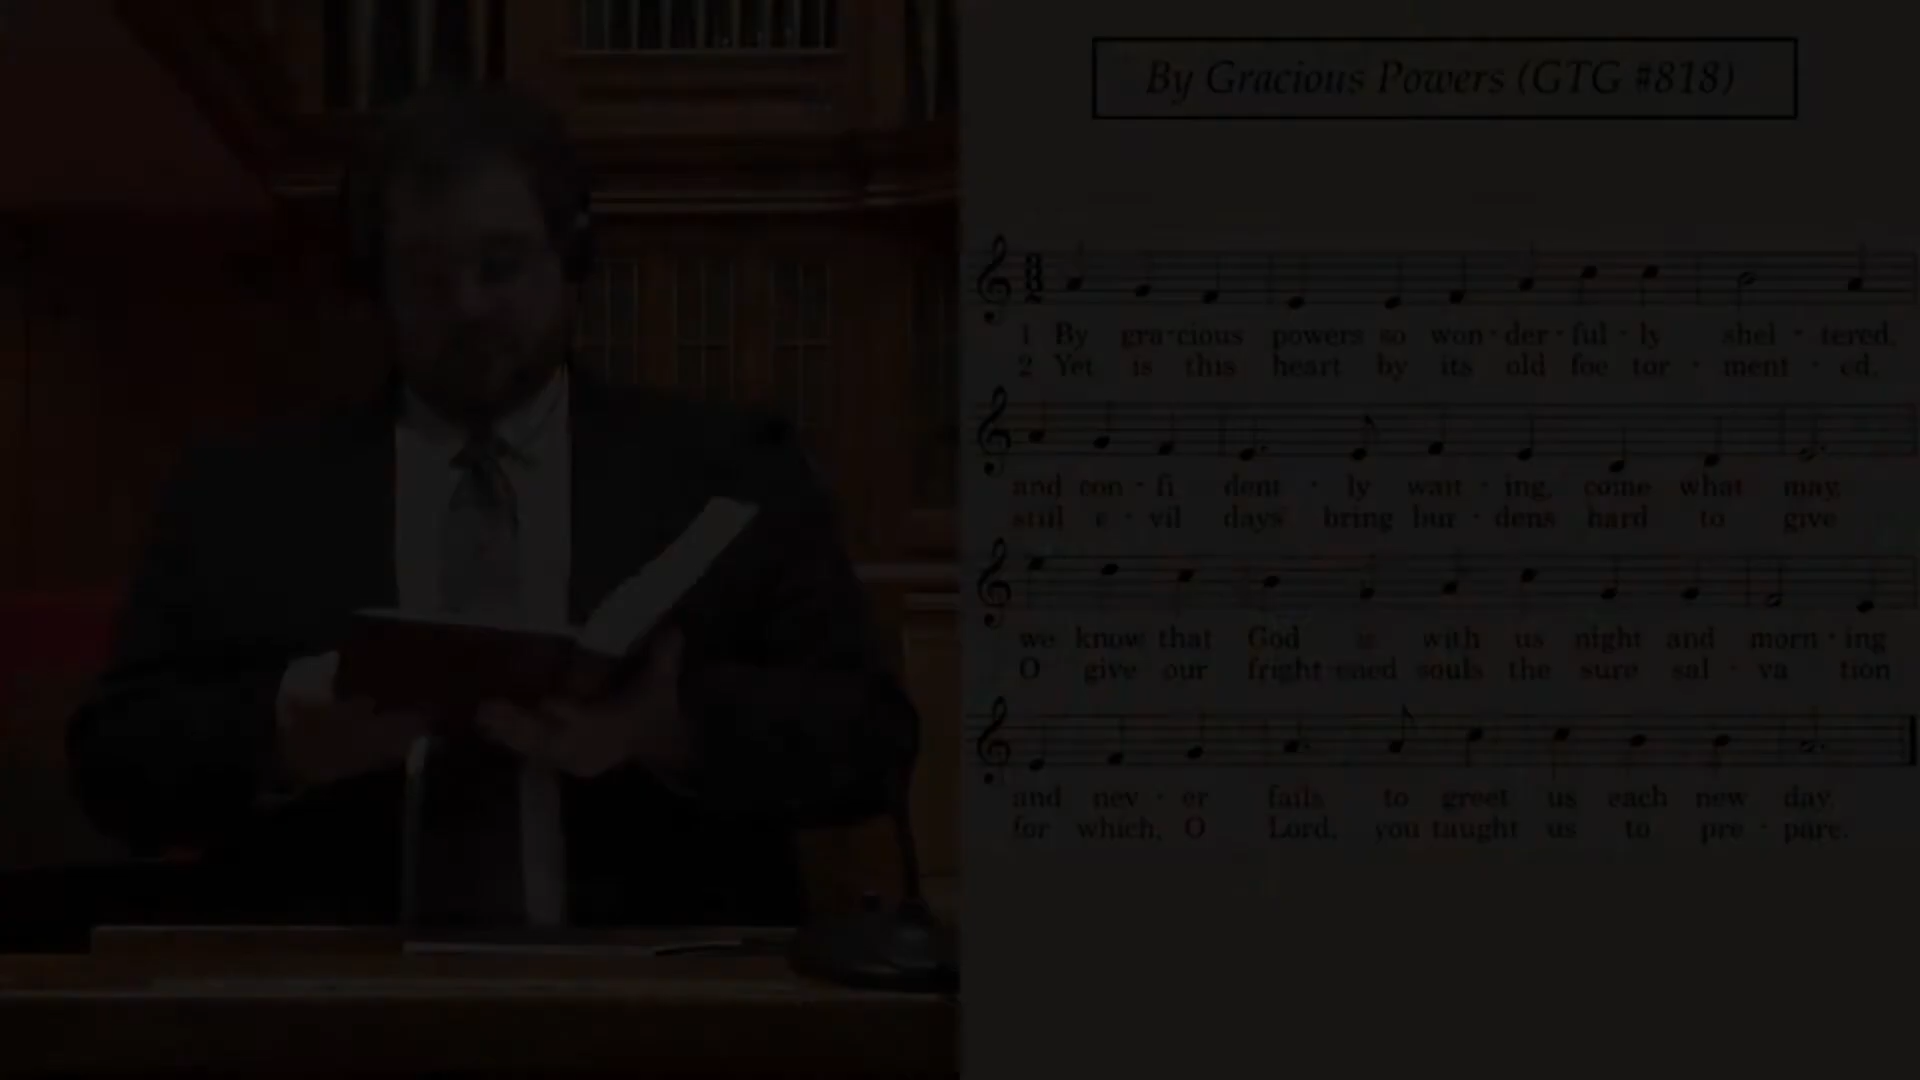 By Gracious Powers (GTG #818)
1 By gra-cious powers so won-der-ful-ly shel-tered,
2 Yet is this heart by its old foe tor-ment-ed,
and con-fi dent-ly wait-ing, come what may,
still e-vil days bring bur-dens hard to give
we know that God is with us night and morn-ing
O give our fright-ened souls the sure sal-va tion
and nev-er fails to greet us each new day.
for which, O Lord, you taught us to pre-pare.